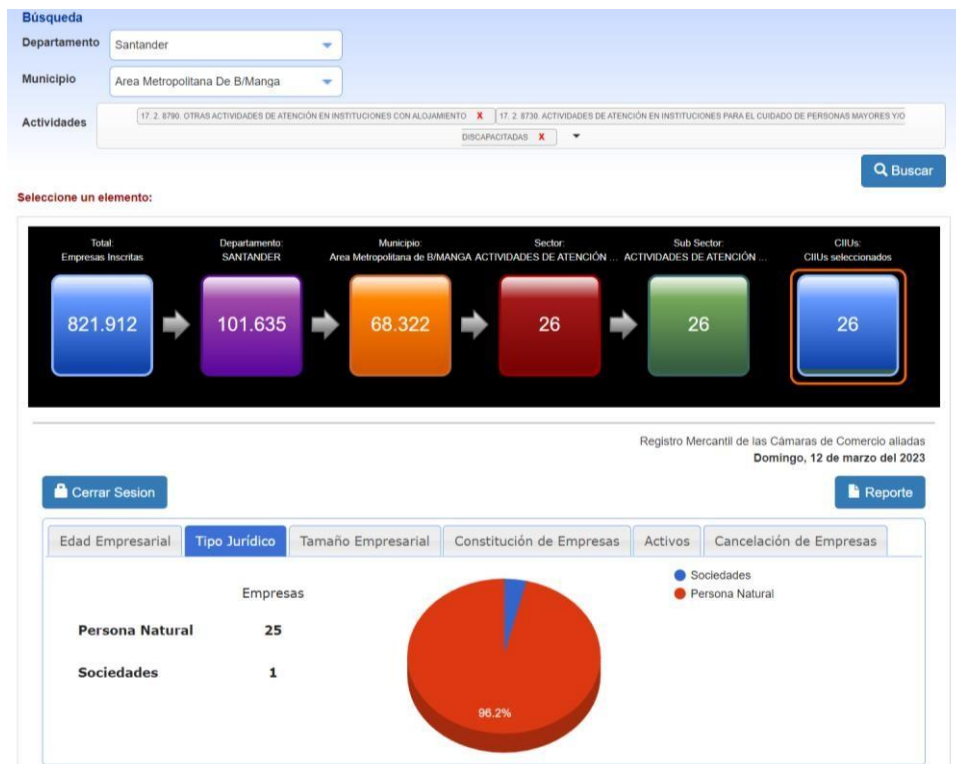 Búsqueda
Departamento Santander
Municipio Area Metropolitana De B/Manga
Actividades 17. 2. 8790. OTRAS ACTIVIDADES DE ATENCIÓN EN INSTITUCIONES CON ALOJAMIENTO X 17. 2. 8730. ACTIVIDADES DE ATENCIÓN EN INSTITUCIONES PARA EL CUIDADO DE PERSONAS MAYORES Y/O
DISCAPACITADAS X
Buscar
Seleccione un elemento:
Total: Departamento: Municipio: Sector: Sub Sector: CIIUs:
Empresas Inscritas SANTANDER Area Metropolitana de B/MANGA ACTIVIDADES DE ATENCIÓN ... ACTIVIDADES DE ATENCIÓN ... CIIUs seleccionados
821.912 101.635 68.322 26 26 26
Registro Mercantil de las Cámaras de Comercio aliadas
Domingo, 12 de marzo del 2023
Cerrar Sesion Reporte
Edad Empresarial Tipo Jurídico Tamaño Empresarial Constitución de Empresas Activos Cancelación de Empresas
Empresas
Persona Natural 25
Sociedades 1
Sociedades
Persona Natural
96.2%